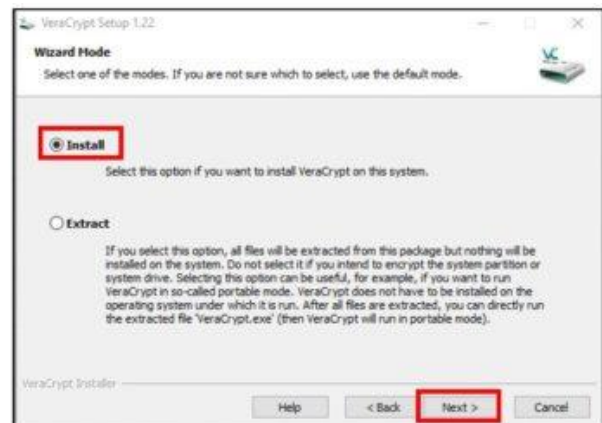 VeraCrypt Setup 1.22
Wizard Mode
Select one of the modes. If you are not sure which to select, use the default mode.
VC
Install
Select this option if you want to install VeraCrypt on this system.
Extract
If you select this option, all files will be extracted from this package but nothing will be
installed on the system. Do not select it if you intend to encrypt the system partition or
system drive. Selecting this option can be useful, for example, if you want to run
VeraCrypt in so-called portable mode. VeraCrypt does not have to be installed on the
operating system under which it is run. After all files are extracted, you can directly run
the extracted file 'VeraCrypt.exe' (then VeraCrypt will run in portable mode).
VeraCrypt Installer
Help < Back Next > Cancel